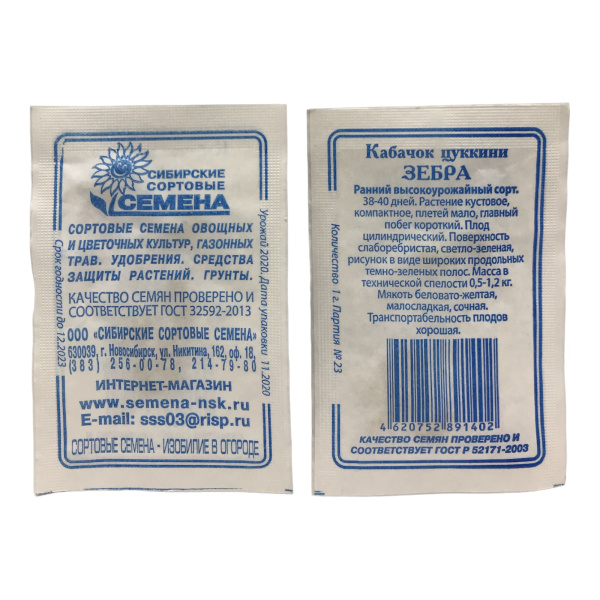 СИБИРСКИЕ
СОРТОВЫЕ
СЕМЕНА
СОРТОВЫЕ СЕМЕНА ОВОЩНЫХ
И ЦВЕТОЧНЫХ КУЛЬТУР, ГАЗОННЫХ
ТРАВ. УДОБРЕНИЯ. СРЕДСТВА
ЗАЩИТЫ РАСТЕНИЙ. ГРУНТЫ.
КАЧЕСТВО СЕМЯН ПРОВЕРЕНО И
СООТВЕТСТВУЕТ ГОСТ 32592-2013
ООО «СИБИРСКИЕ СОРТОВЫЕ СЕМЕНА»
630039, г. Новосибирск, ул. Никитина, 162, оф. 18,
(383) 256-00-78, 214-79-80
ИНТЕРНЕТ-МАГАЗИН
www.semena-nsk.ru
E-mail: sss03@risp.ru
СОРТОВЫЕ СЕМЕНА - ИЗОБИЛИЕ В ОГОРОДЕ
Срок годности до 12.2023
Урожай 2020. Дата упаковки 11.2020
Кабачок цуккини
ЗЕБРА
Ранний высокоурожайный сорт.
38-40 дней. Растение кустовое,
компактное, плетей мало, главный
побег короткий. Плод
цилиндрический. Поверхность
слаборебристая, светло-зеленая,
рисунок в виде широких продольных
темно-зеленых полос. Масса в
технической спелости 0,5-1,2 кг.
Мякоть беловато-желтая,
малосладкая, сочная.
Транспортабельность плодов
хорошая.
4 620752 891402
КАЧЕСТВО СЕМЯН ПРОВЕРЕНО И
СООТВЕТСТВУЕТ ГОСТ Р 52171-2003
Количество 1 г. Партия № 23